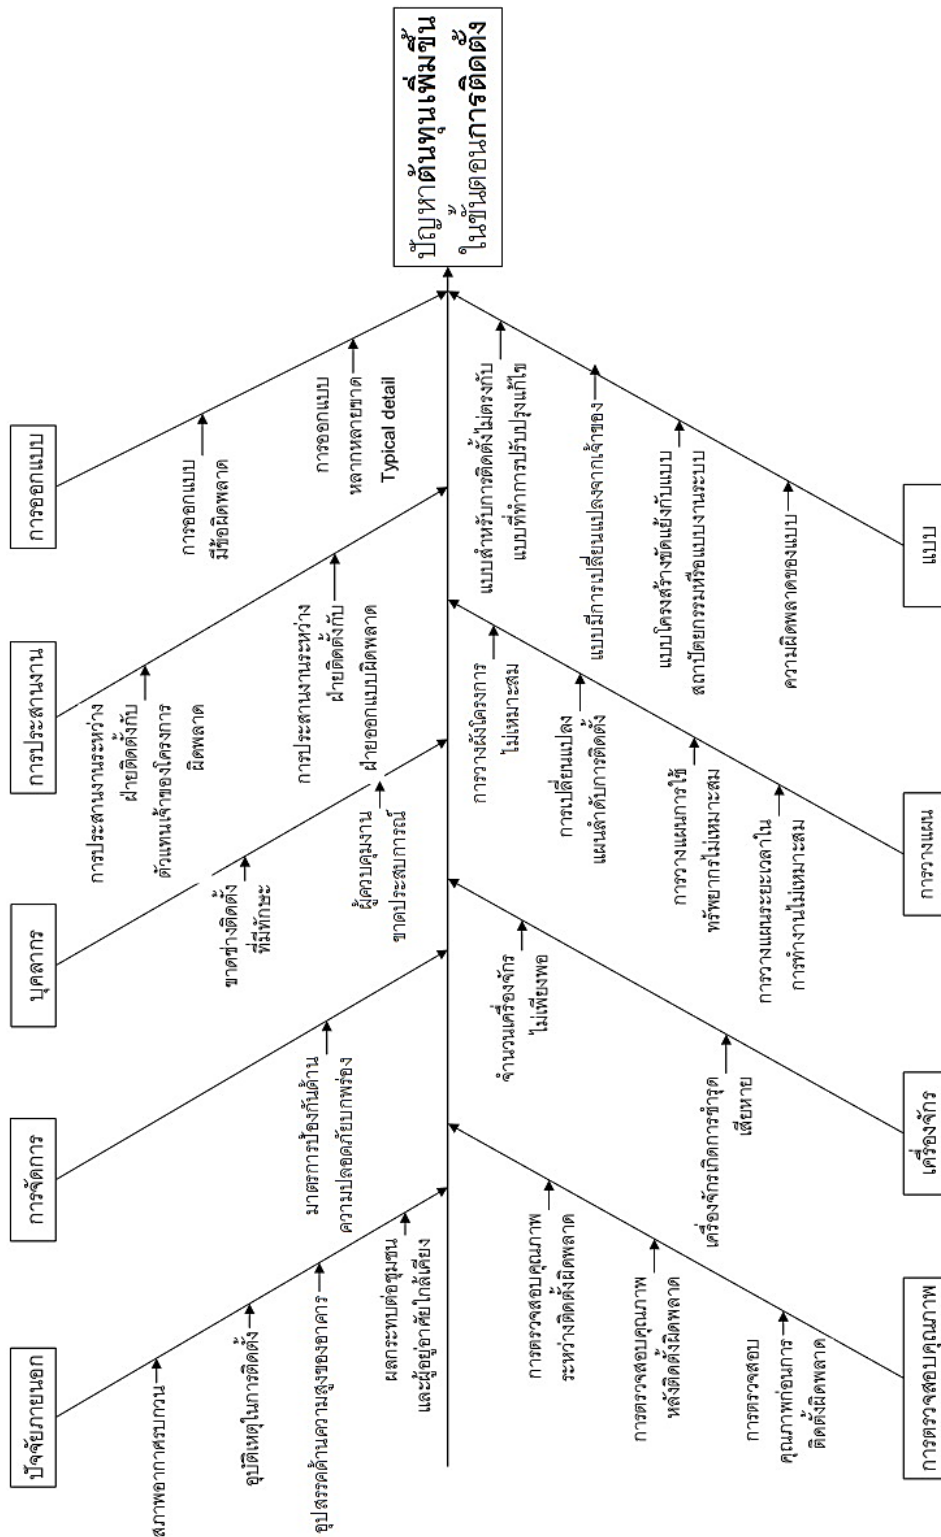 ปัจจัยภายนอก
สภาพอากาศรบกวน
อุบัติเหตุในการติดตั้ง
อุปสรรคด้านความสูงของอาคาร
ผลกระทบต่อชุมชน
และผู้อยู่อาศัยใกล้เคียง
การจัดการ
มาตรการป้องกันด้าน
ความปลอดภัยบกพร่อง
บุคลากร
ขาดช่างติดตั้ง
ที่มีทักษะ
ผู้ควบคุมงาน
ขาดประสบการณ์
การประสานงาน
การประสานงานระหว่าง
ฝ่ายติดตั้งกับ
ตัวแทนเจ้าของโครงการ
ผิดพลาด
การประสานงานระหว่าง
ฝ่ายติดตั้งกับ
ฝ่ายออกแบบผิดพลาด
การออกแบบ
การออกแบบ
มีข้อผิดพลาด
การออกแบบ
หลากหลายขาด
Typical detail
ปัญหาต้นทุนเพิ่มขึ้น
ในขั้นตอนการติดตั้ง
การตรวจสอบคุณภาพ
ระหว่างติดตั้งผิดพลาด
การตรวจสอบคุณภาพ
หลังติดตั้งผิดพลาด
การตรวจสอบ
คุณภาพก่อนการ
ติดตั้งผิดพลาด
การตรวจสอบคุณภาพ
จำนวนเครื่องจักร
ไม่เพียงพอ
เครื่องจักรเกิดการชำรุด
เสียหาย
เครื่องจักร
การวางผังโครงการ
ไม่เหมาะสม
การเปลี่ยนแปลง
แผนลำดับการติดตั้ง
การวางแผนการใช้
ทรัพยากรไม่เหมาะสม
การวางแผนระยะเวลาใน
การทำงานไม่เหมาะสม
การวางแผน
แบบสำหรับการติดตั้งไม่ตรงกับ
แบบที่ทำการปรับปรุงแก้ไข
แบบมีการเปลี่ยนแปลงจากเจ้าของ
แบบโครงสร้างขัดแย้งกับแบบ
สถาปัตยกรรมหรือแบบงานระบบ
ความผิดพลาดของแบบ
แบบ